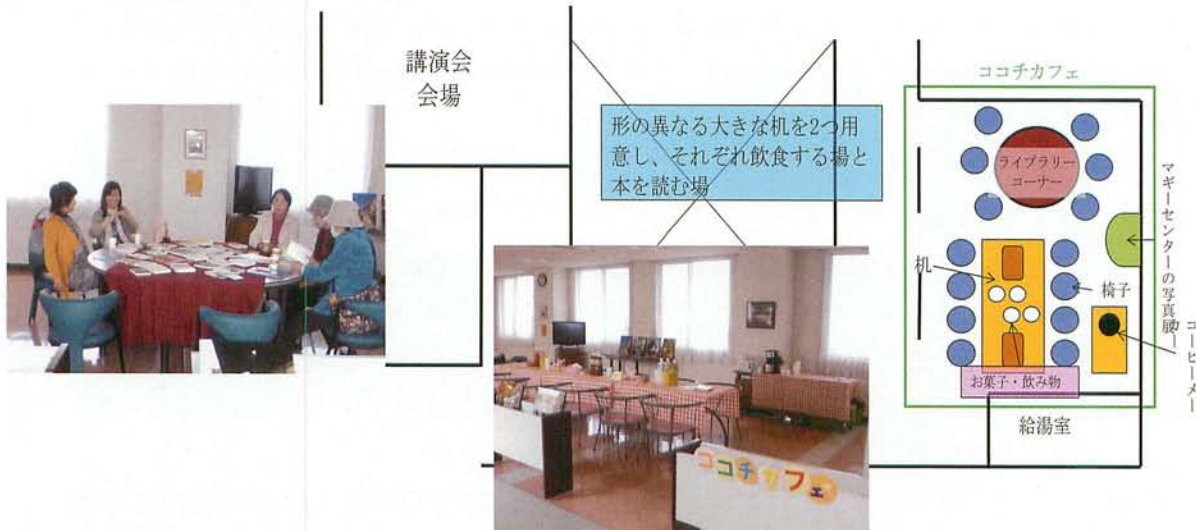 講演会
会場
形の異なる大きな机を2つ用
意し、それぞれ飲食する場と
本を読む場
ココチカフェ
ライブラリー
コーナー
マギーセンターの写真展
机
椅子
コーヒーメーカー
お菓子・飲み物
給湯室
ココチカフェ